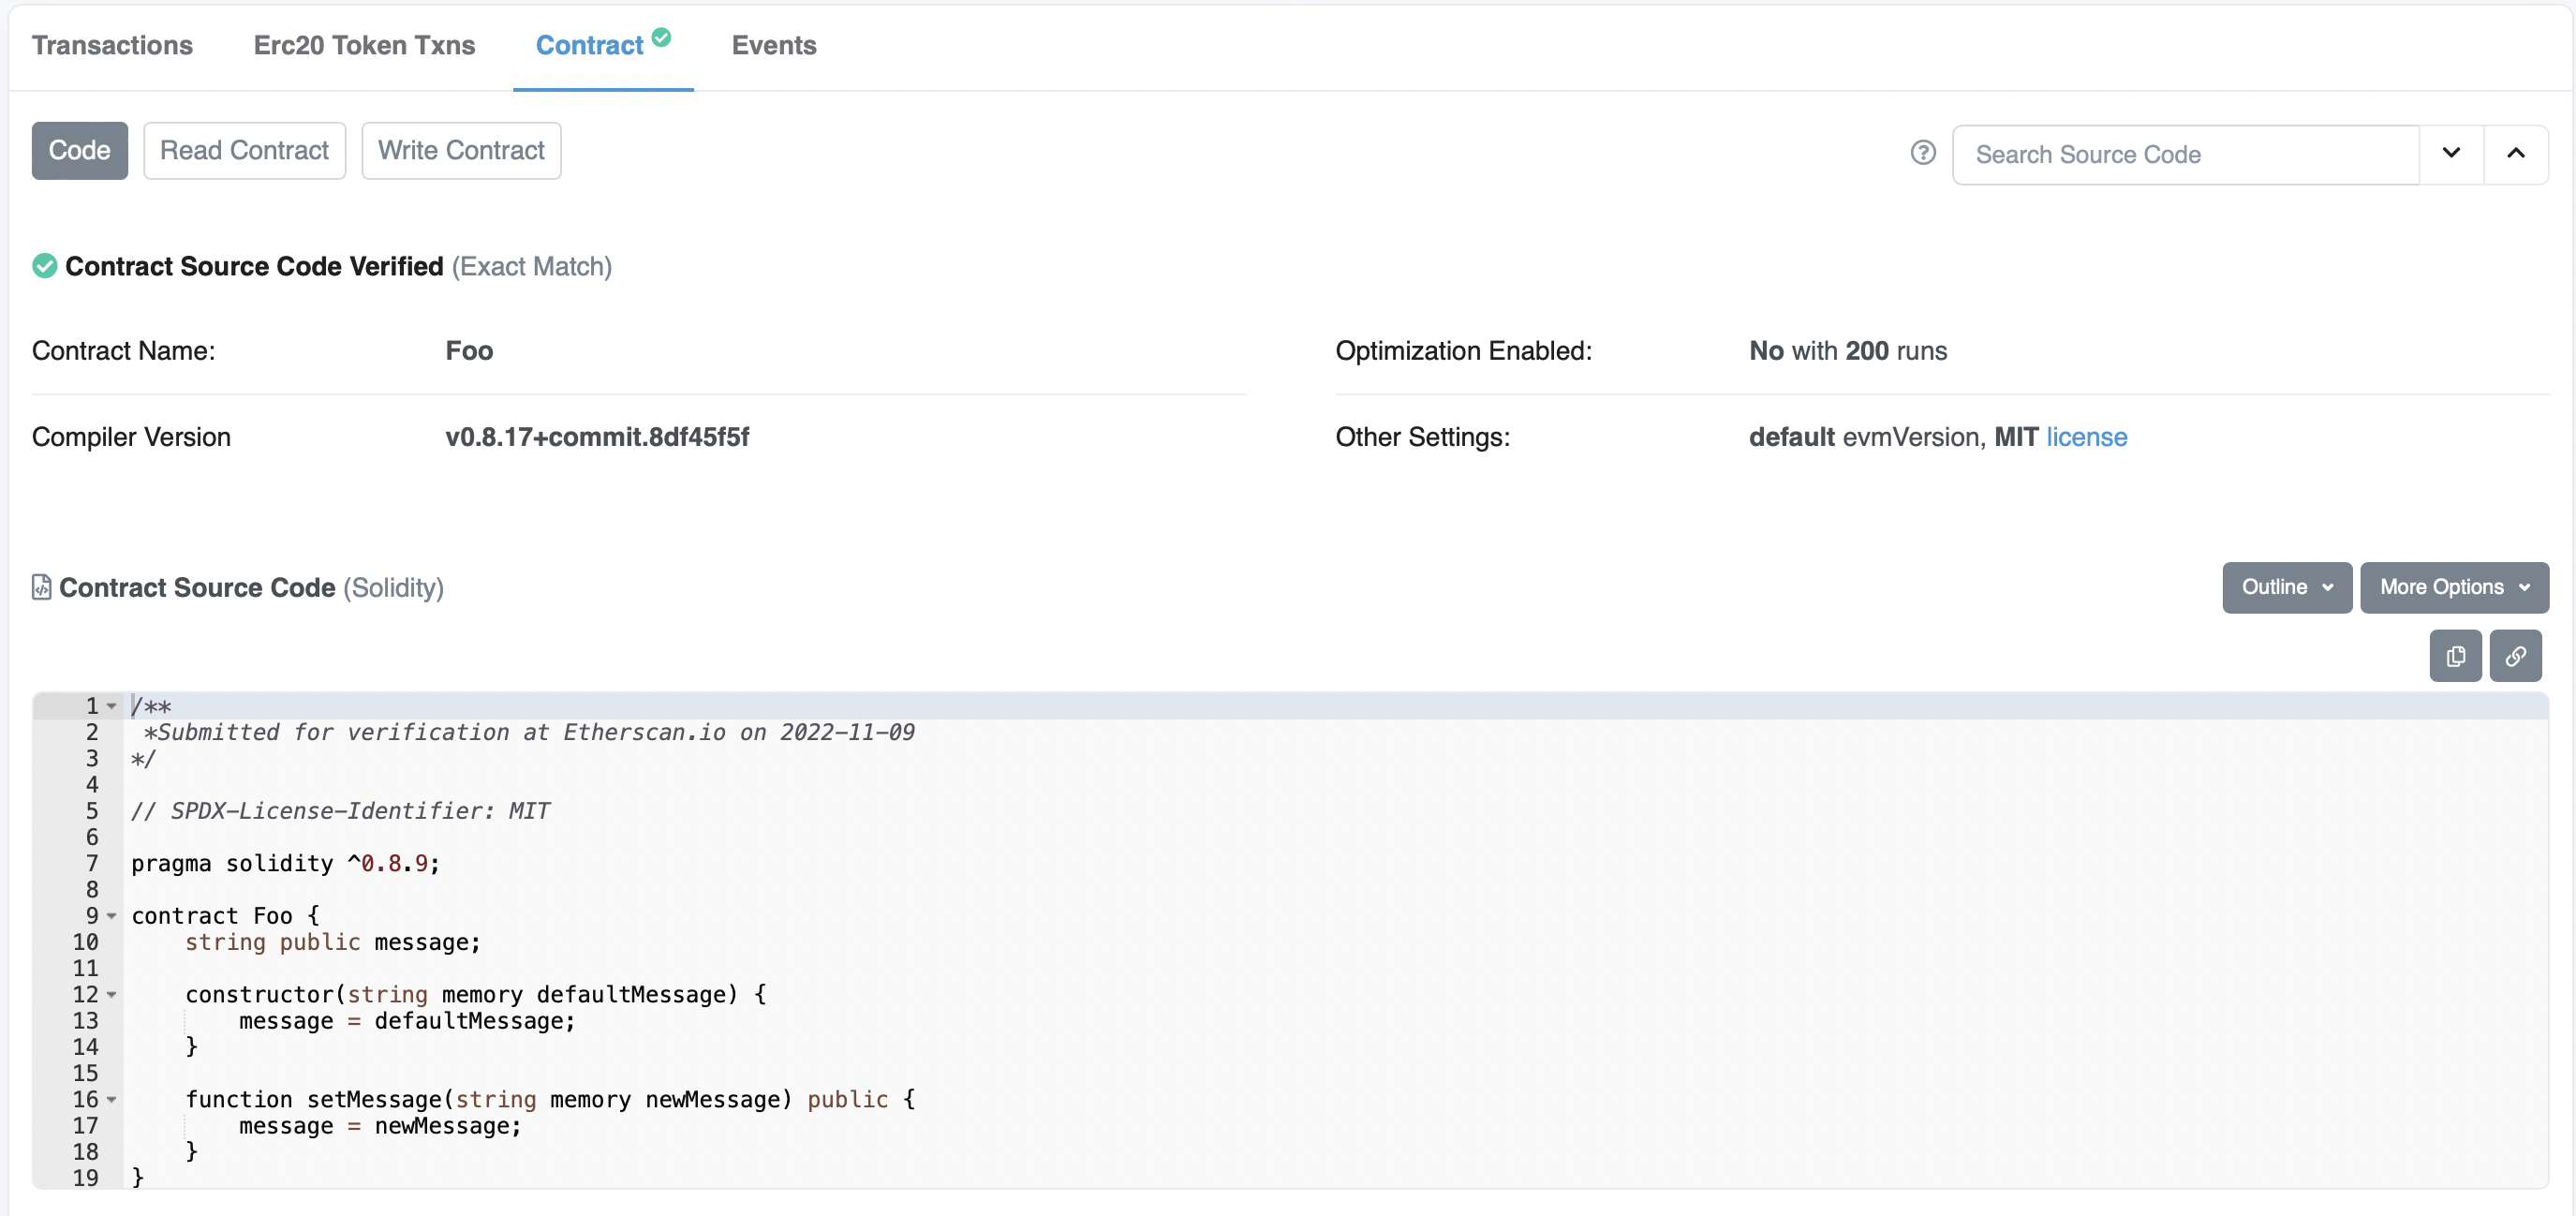 Transactions Erc20 Token Txns Contract Events
Code Read Contract Write Contract Search Source Code
Contract Source Code Verified (Exact Match)
Contract Name: Foo Optimization Enabled: No with 200 runs
Compiler Version v0.8.17+commit.8df45f5f Other Settings: default evmVersion, MIT license
Contract Source Code (Solidity) Outline More Options
1 /**
2  *Submitted for verification at Etherscan.io on 2022-11-09
3 */
4
5 // SPDX-License-Identifier: MIT
6
7 pragma solidity ^0.8.9;
8
9 contract Foo {
10     string public message;
11
12     constructor(string memory defaultMessage) {
13         message = defaultMessage;
14     }
15
16     function setMessage(string memory newMessage) public {
17         message = newMessage;
18     }
19 }